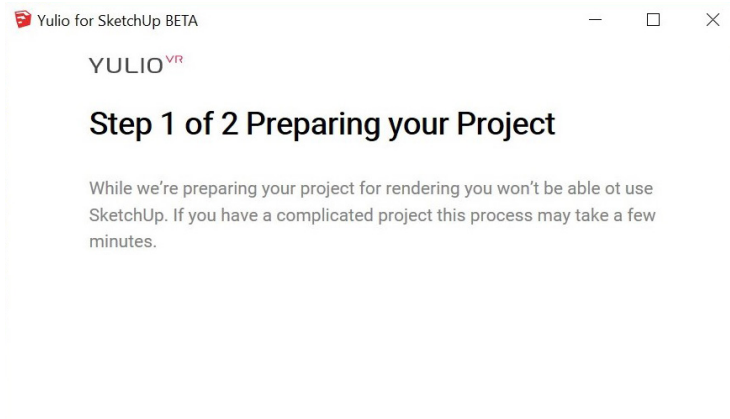 Yulio for SketchUp BETA
YULIO VR
Step 1 of 2 Preparing your Project
While we're preparing your project for rendering you won't be able ot use
SketchUp. If you have a complicated project this process may take a few
minutes.